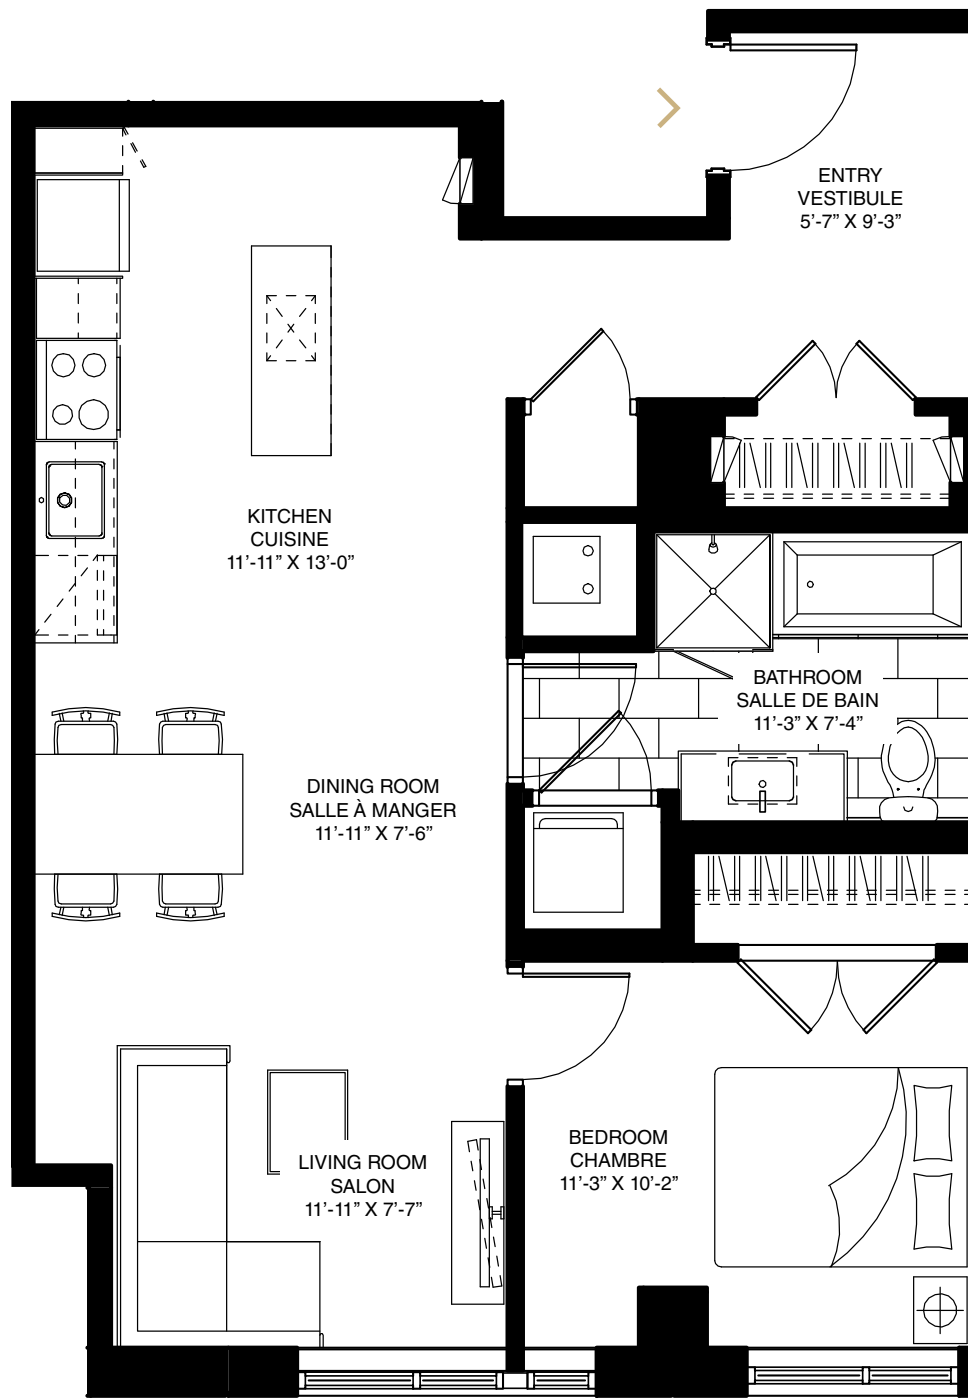 ENTRY
VESTIBULE
5'-7” X 9'-3”
KITCHEN
CUISINE
11'-11” X 13'-0”
BATHROOM
SALLE DE BAIN
11'-3” X 7'-4”
DINING ROOM
SALLE À MANGER
11'-11” X 7'-6”
BEDROOM
CHAMBRE
11'-3” X 10'-2”
LIVING ROOM
SALON
11'-11” X 7'-7”